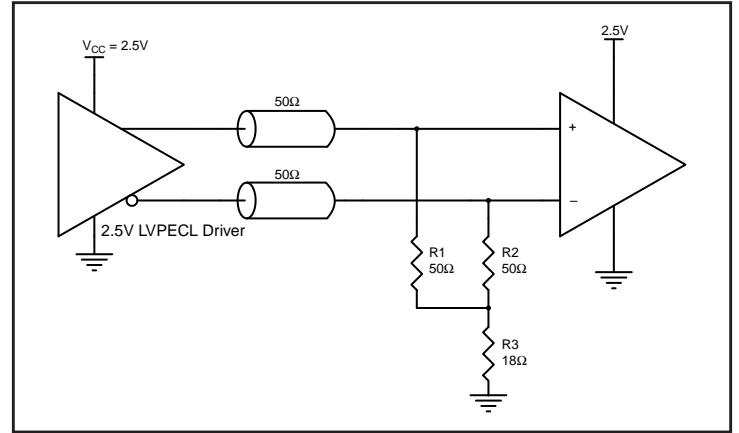 V_CC = 2.5V
2.5V
50Ω
+
50Ω
−
2.5V LVPECL Driver
R1
50Ω
R2
50Ω
R3
18Ω